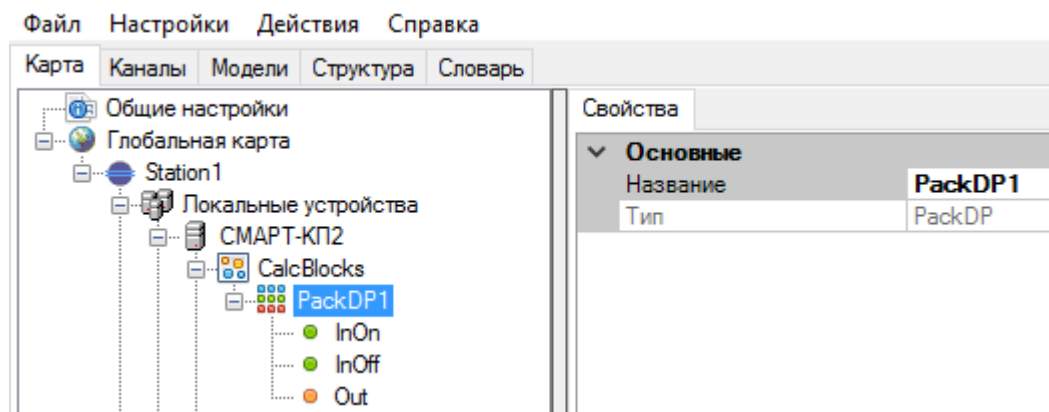 Файл Настройки Действия Справка
Карта Каналы Модели Структура Словарь
Общие настройки
Глобальная карта
Station1
Локальные устройства
СМАРТ-КП2
CalcBlocks
PackDP1
InOn
InOff
Out
Свойства
Основные
Название PackDP1
Тип PackDP